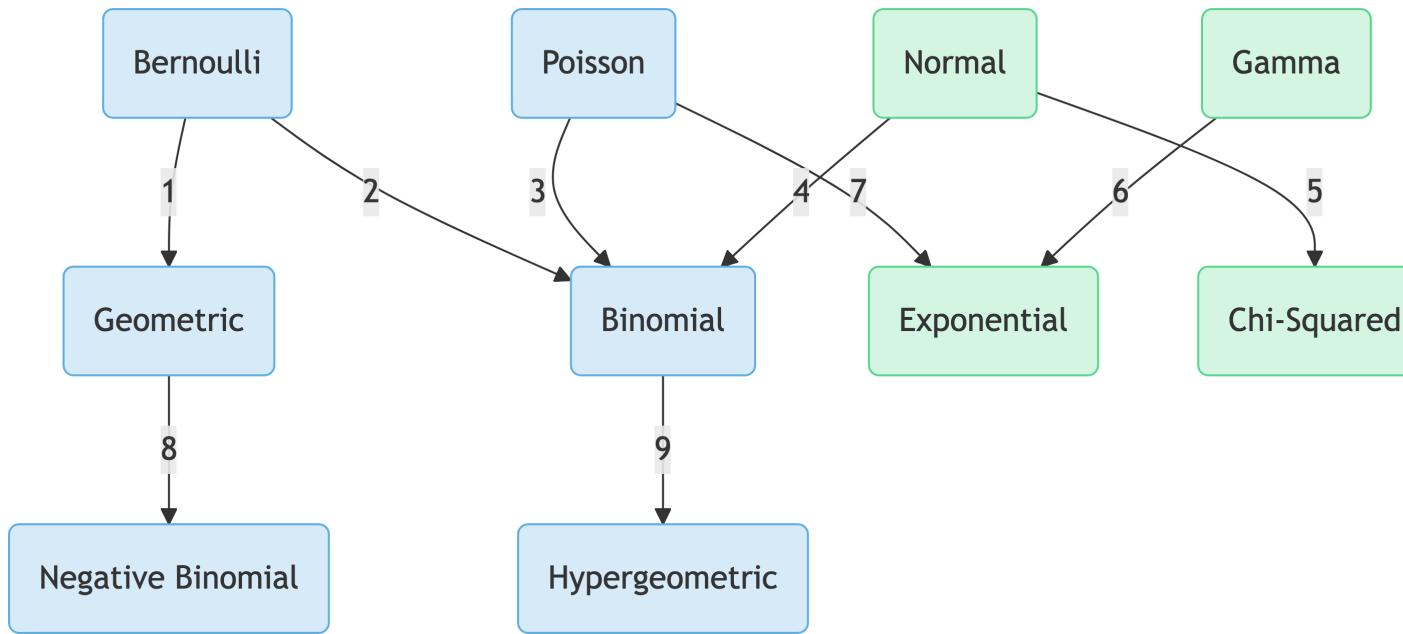 Bernoulli
Poisson
Normal
Gamma
1
2
3
4
7
6
5
Geometric
Binomial
Exponential
Chi-Squared
8
9
Negative Binomial
Hypergeometric